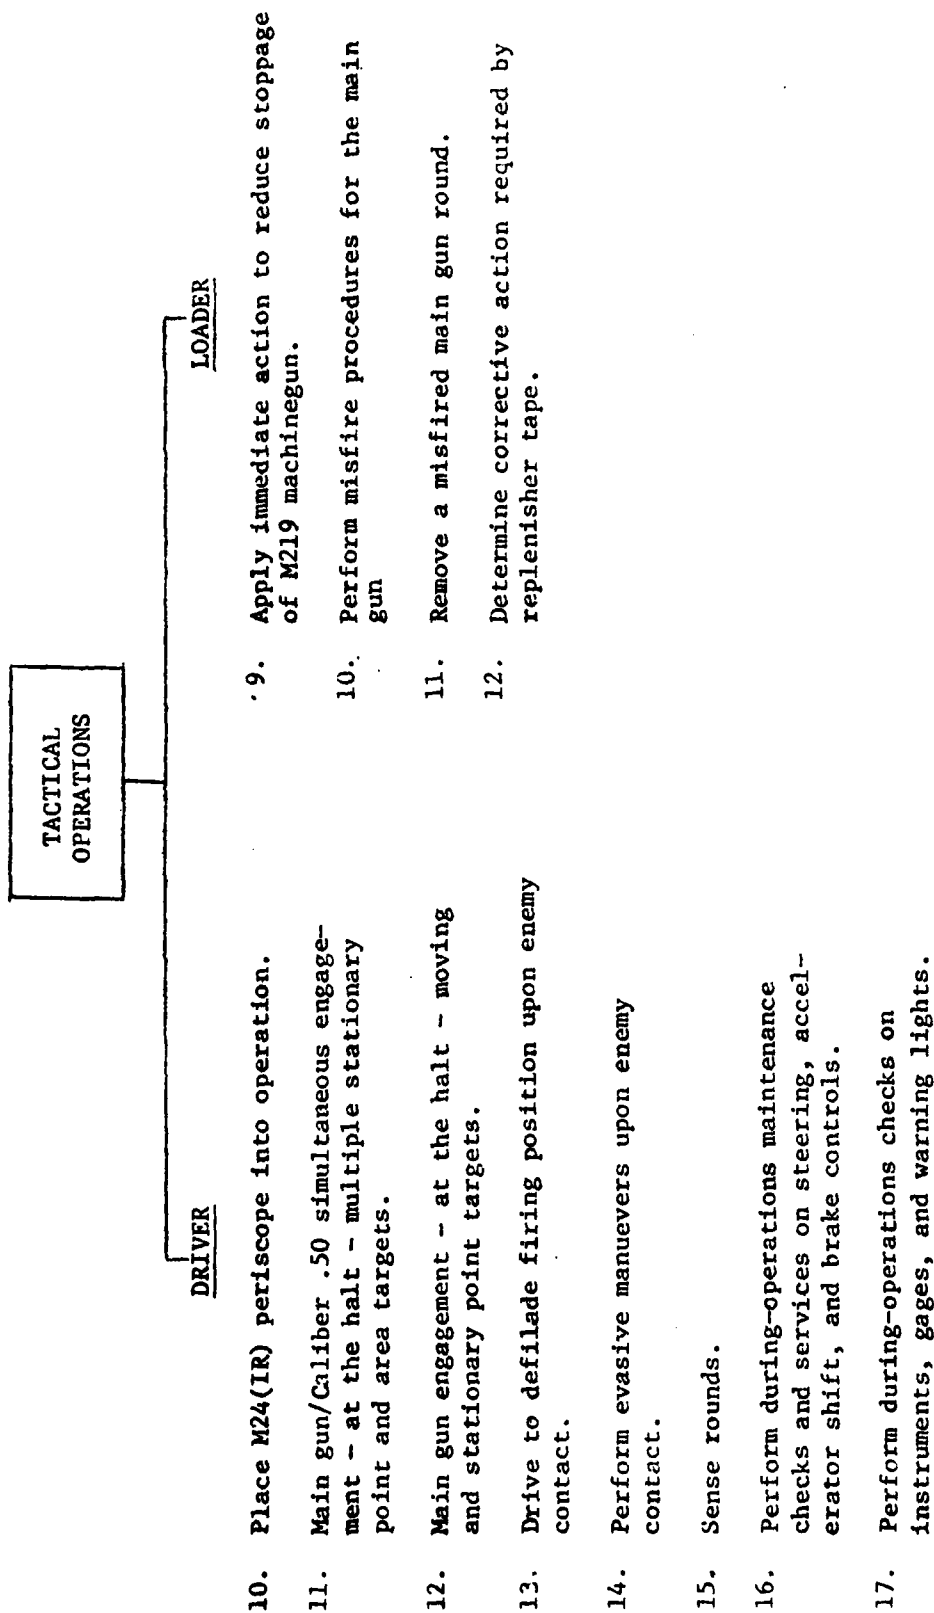 TACTICAL
OPERATIONS
DRIVER
10. Place M24(IR) periscope into operation.
11. Main gun/Caliber .50 simultaneous engage-
ment - at the halt - multiple stationary
point and area targets.
12. Main gun engagement - at the halt - moving
and stationary point targets.
13. Drive to defilade firing position upon enemy
contact.
14. Perform evasive manuevers upon enemy
contact.
15. Sense rounds.
16. Perform during-operations maintenance
checks and services on steering, accel-
erator shift, and brake controls.
17. Perform during-operations checks on
instruments, gages, and warning lights.
LOADER
9. Apply immediate action to reduce stoppage
of M219 machinegun.
10. Perform misfire procedures for the main
gun
11. Remove a misfired main gun round.
12. Determine corrective action required by
replenisher tape.